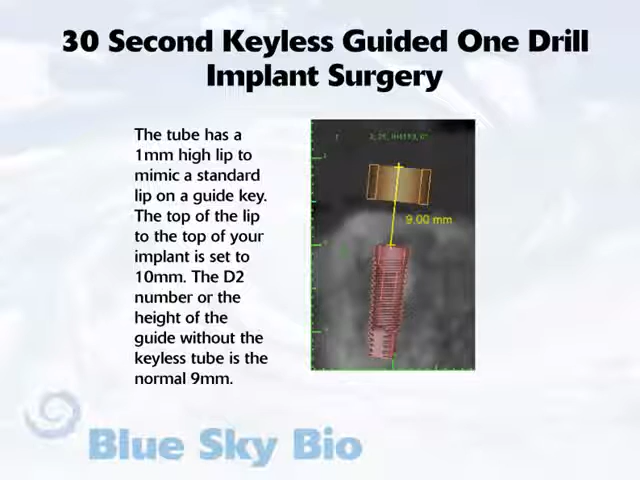 30 Second Keyless Guided One Drill
Implant Surgery
The tube has a
1mm high lip to
mimic a standard
lip on a guide key.
The top of the lip
to the top of your
implant is set to
10mm. The D2
number or the
height of the
guide without the
keyless tube is the
normal 9mm.
9.00 mm
Blue Sky Bio